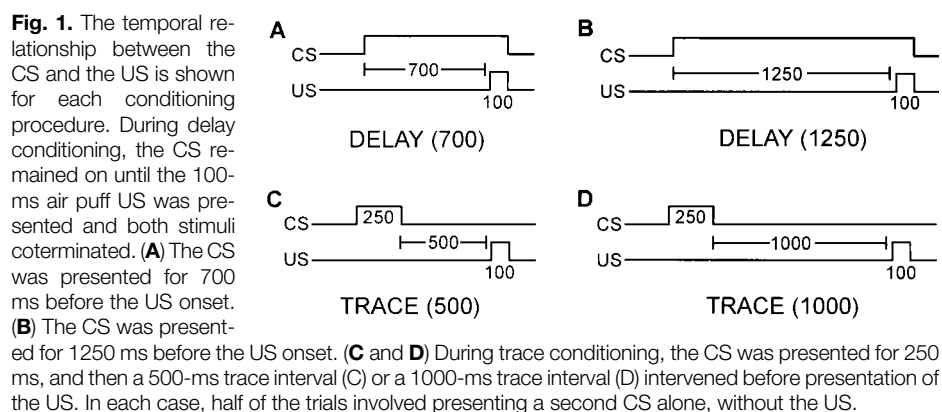 Fig. 1. The temporal re-
lationship between the
CS and the US is shown
for each conditioning
procedure. During delay
conditioning, the CS re-
mained on until the 100-
ms air puff US was pre-
sented and both stimuli
coterminated. (A) The CS
was presented for 700
ms before the US onset.
(B) The CS was present-
ed for 1250 ms before the US onset. (C and D) During trace conditioning, the CS was presented for 250
ms, and then a 500-ms trace interval (C) or a 1000-ms trace interval (D) intervened before presentation of
the US. In each case, half of the trials involved presenting a second CS alone, without the US.
A
CS
700
US
100
DELAY (700)
B
CS
1250
US
100
DELAY (1250)
C
CS
250
500
US
100
TRACE (500)
D
CS
250
1000
US
100
TRACE (1000)